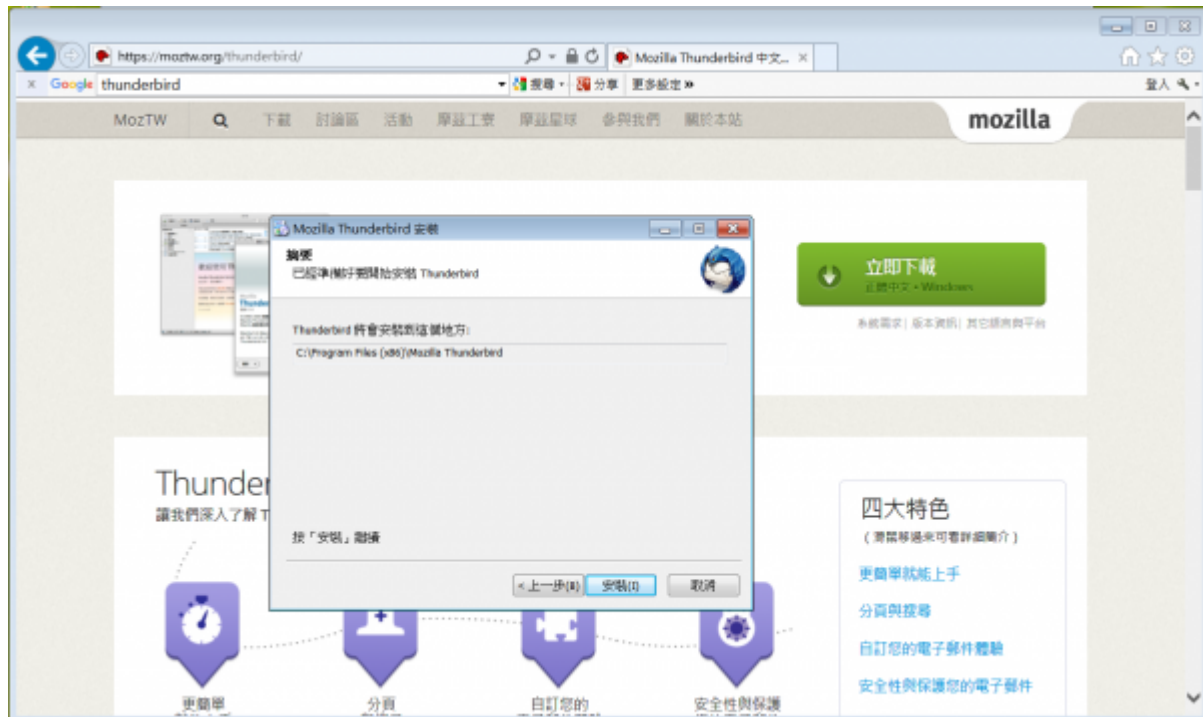 https://moztw.org/thunderbird/
Mozilla Thunderbird 中文...
Google thunderbird
搜尋
分享
更多設定 »
登入
MozTW
下載
討論區
活動
摩茲工寮
摩茲星球
參與我們
關於本站
mozilla
Mozilla Thunderbird 安裝
摘要
已經準備好要開始安裝 Thunderbird
Thunderbird 將會安裝到這個地方:
C:\Program Files (x86)\Mozilla Thunderbird
按「安裝」繼續
< 上一步(B)
安裝(I)
取消
立即下載
正體中文 • Windows
系統需求 | 版本資訊 | 其它語言與平台
Thunder
讓我們深入了解 T
更簡單
分頁
自訂您的
安全性與保護
四大特色
( 滑鼠移過來可看詳細簡介 )
更簡單就能上手
分頁與搜尋
自訂您的電子郵件體驗
安全性與保護您的電子郵件